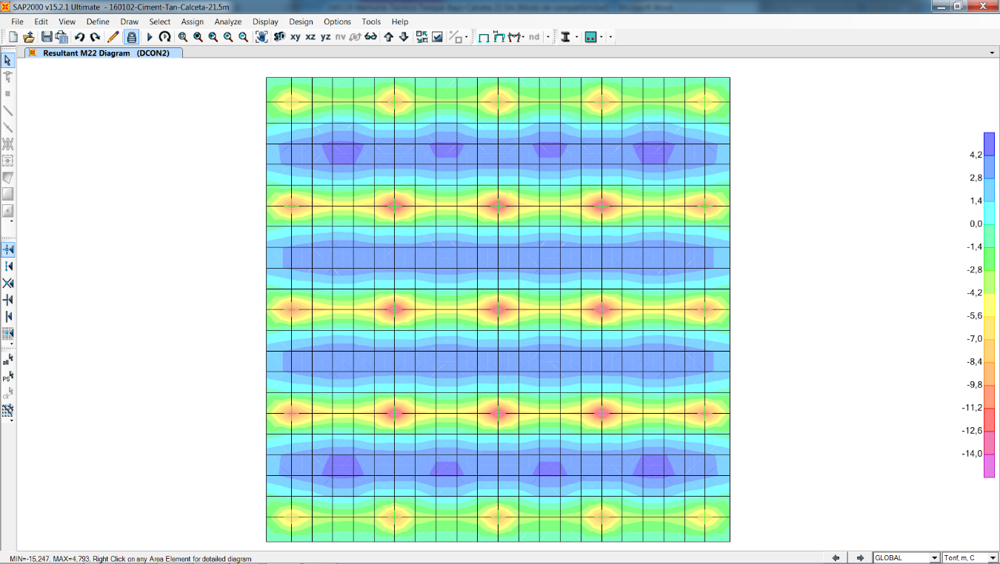 SAP2000 v15.2.1 Ultimate - 160102-Ciment-Tan-Calceta-21.5m
File Edit View Define Draw Select Assign Analyze Display Design Options Tools Help
3D xy xz yz nv nd
Resultant M22 Diagram (DCON2)
4,2
2,8
1,4
0,0
-1,4
-2,8
-4,2
-5,6
-7,0
-8,4
-9,8
-11,2
-12,6
-14,0
all
PS
clr
MIN=-15.247, MAX=4.793, Right Click on any Area Element for detailed diagram
GLOBAL
Tonf, m, C